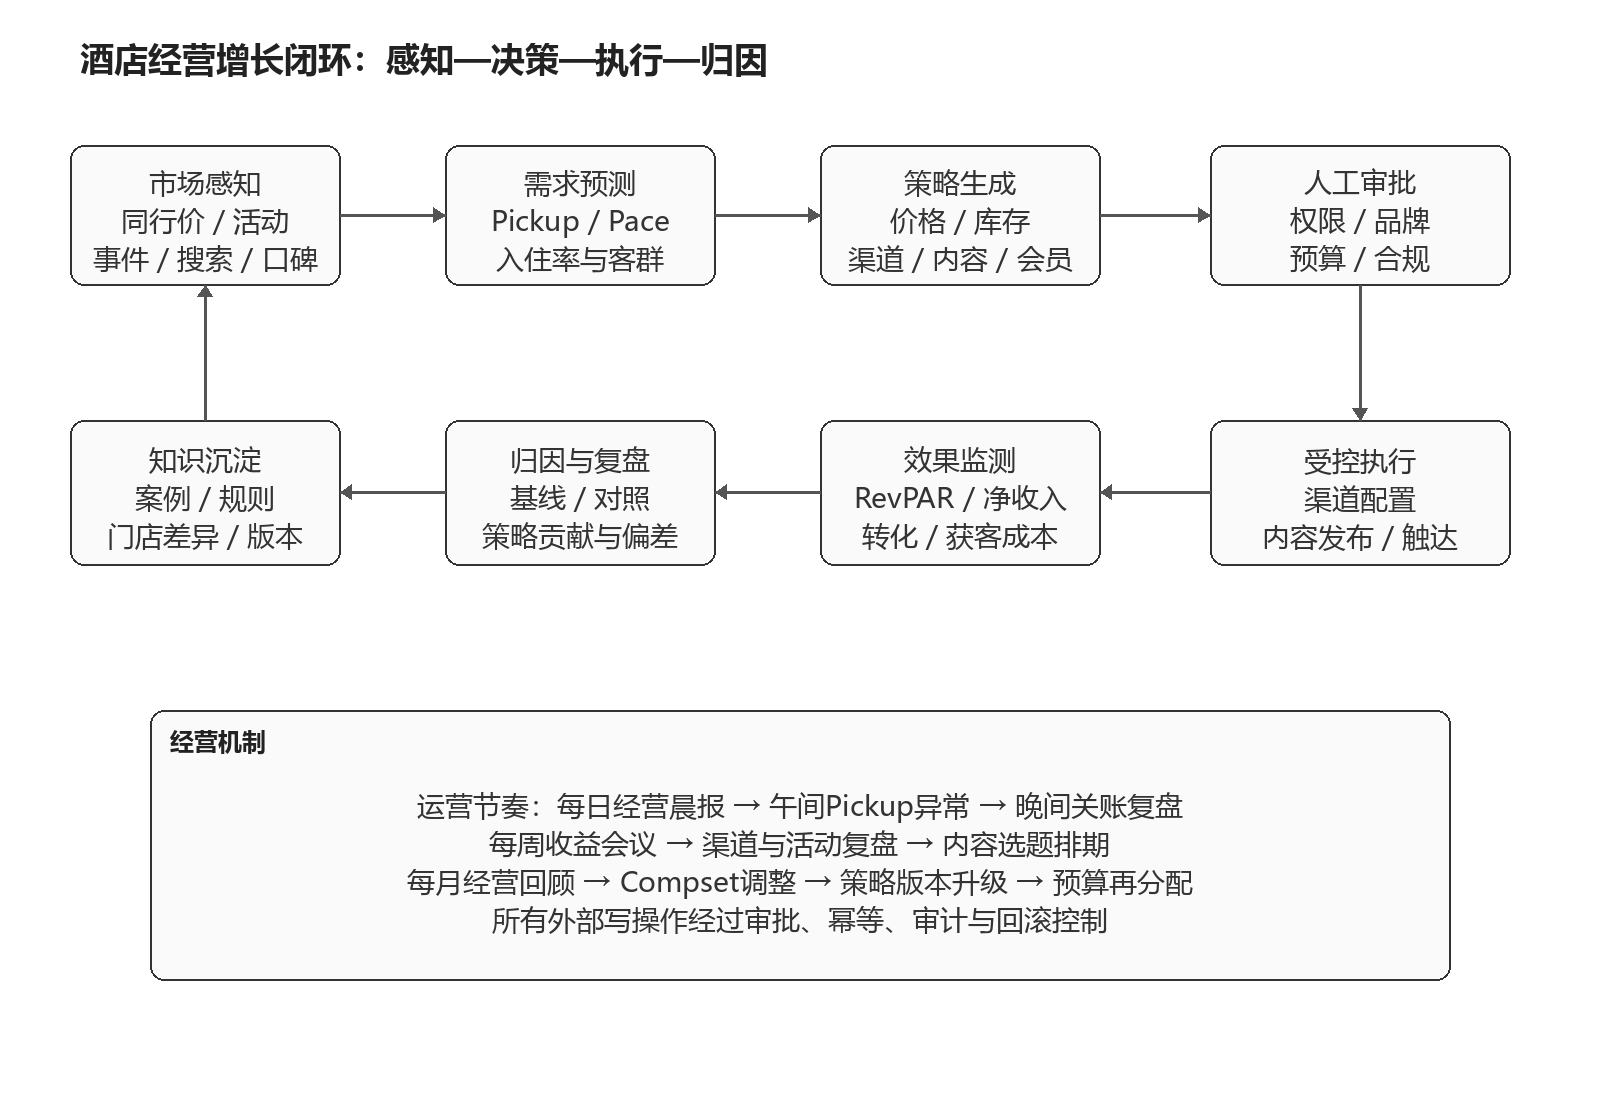 酒店经营增长闭环：感知—决策—执行—归因
市场感知
同行价 / 活动
事件 / 搜索 / 口碑
需求预测
Pickup / Pace
入住率与客群
策略生成
价格 / 库存
渠道 / 内容 / 会员
人工审批
权限 / 品牌
预算 / 合规
知识沉淀
案例 / 规则
门店差异 / 版本
归因与复盘
基线 / 对照
策略贡献与偏差
效果监测
RevPAR / 净收入
转化 / 获客成本
受控执行
渠道配置
内容发布 / 触达
经营机制
运营节奏：每日经营晨报 → 午间Pickup异常 → 晚间关账复盘
每周收益会议 → 渠道与活动复盘 → 内容选题排期
每月经营回顾 → Compset调整 → 策略版本升级 → 预算再分配
所有外部写操作经过审批、幂等、审计与回滚控制